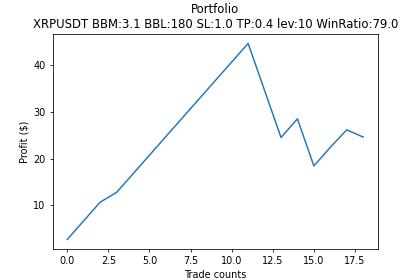 Portfolio
XRPUSDT BBM:3.1 BBL:180 SL:1.0 TP:0.4 lev:10 WinRatio:79.0
40
30
20
10
Profit ($)
0.0 2.5 5.0 7.5 10.0 12.5 15.0 17.5
Trade counts